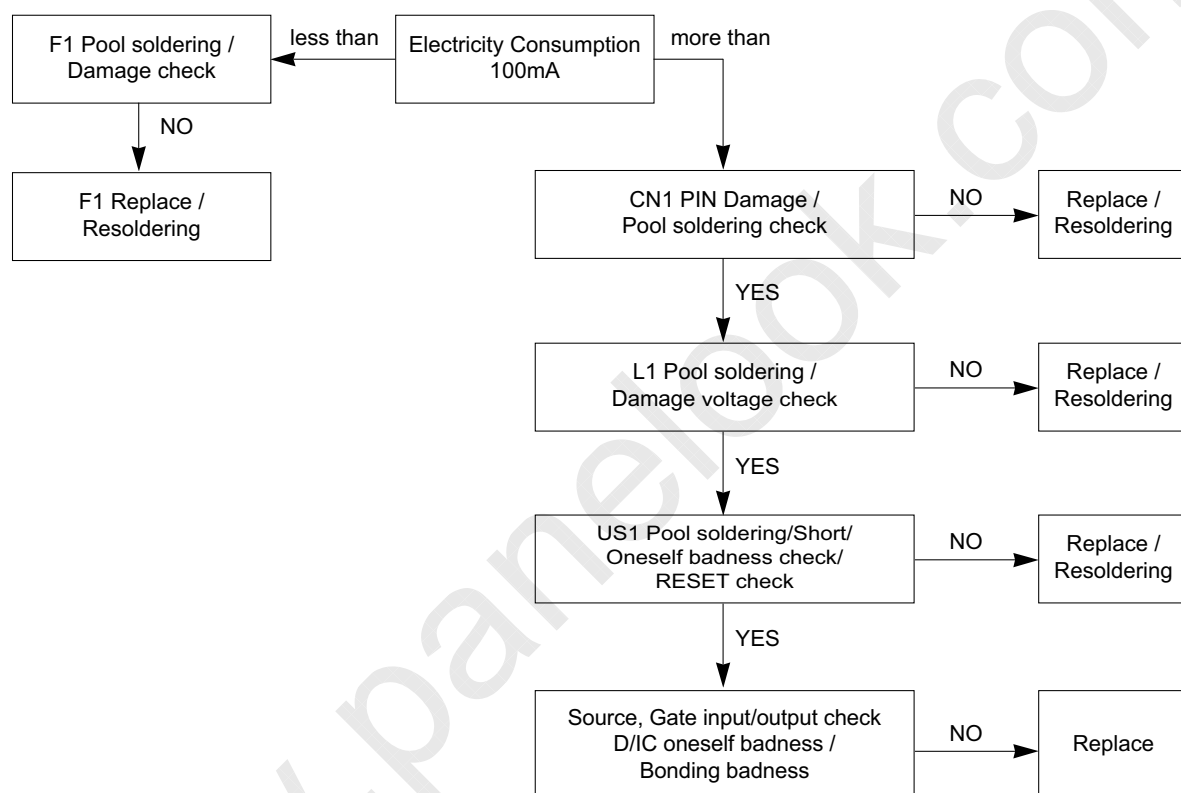 F1 Pool soldering /
Damage check
less than
Electricity Consumption
100mA
more than
NO
F1 Replace /
Resoldering
CN1 PIN Damage /
Pool soldering check
NO
Replace /
Resoldering
YES
L1 Pool soldering /
Damage voltage check
NO
Replace /
Resoldering
YES
US1 Pool soldering/Short/
Oneself badness check/
RESET check
NO
Replace /
Resoldering
YES
Source, Gate input/output check
D/IC oneself badness /
Bonding badness
NO
Replace
.panelook.com